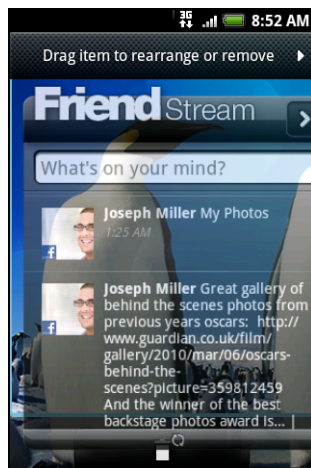 3G 8:52 AM
Drag item to rearrange or remove
Friend Stream
What's on your mind?
Joseph Miller My Photos
1:25 AM
Joseph Miller Great gallery of
behind the scenes photos from
previous years oscars: http://
www.guardian.co.uk/film/
gallery/2010/mar/06/oscars-
behind-the-
scenes?picture=359812459
And the winner of the best
backstage photos award is... |